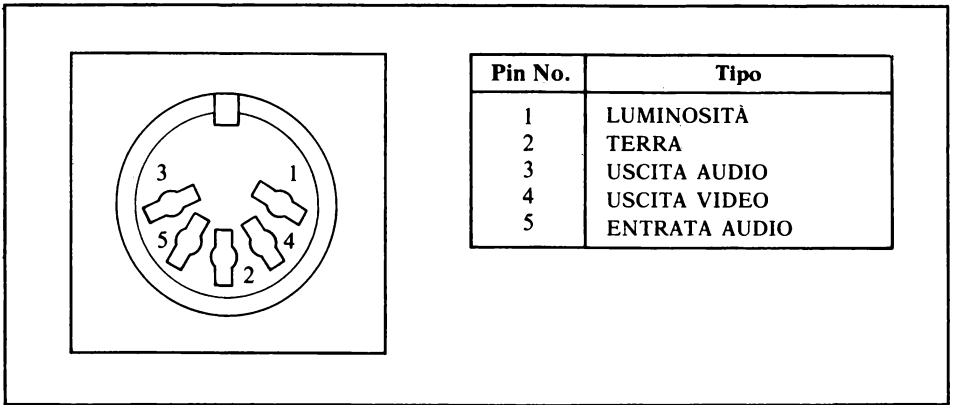 3
1
5
4
2
Pin No. Tipo
1 LUMINOSITÀ
2 TERRA
3 USCITA AUDIO
4 USCITA VIDEO
5 ENTRATA AUDIO